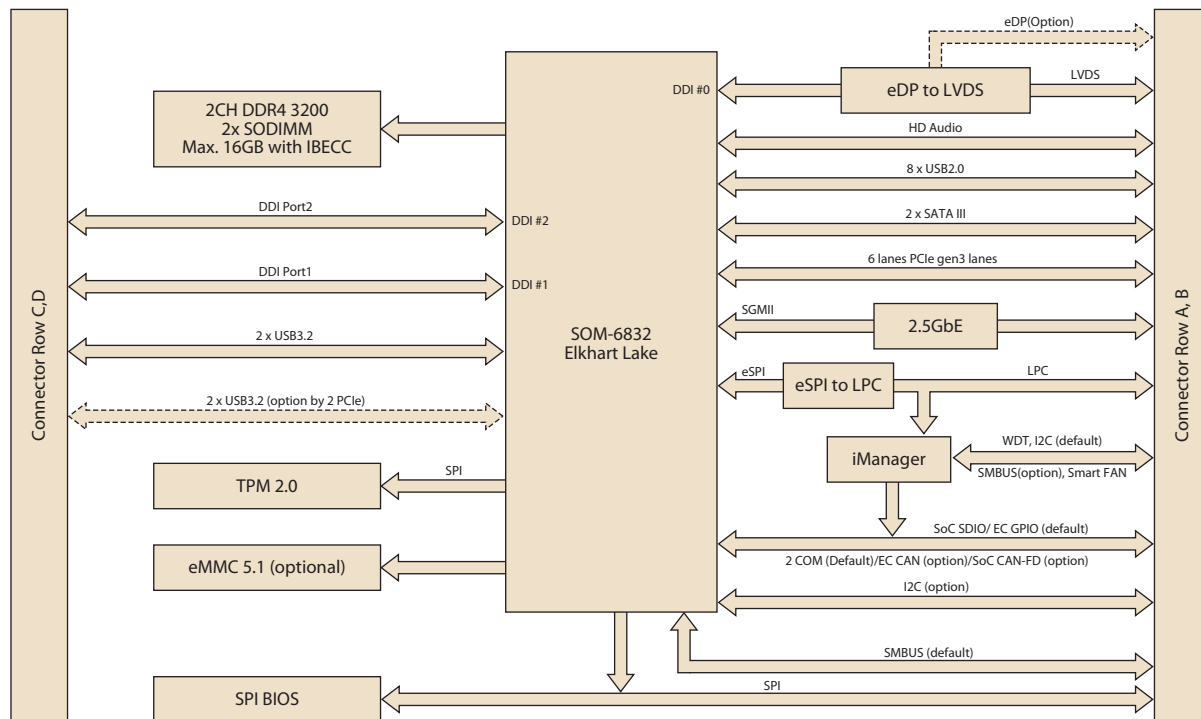 eDP(Option)
DDI #0
eDP to LVDS
LVDS
2CH DDR4 3200
2x SODIMM
Max. 16GB with IBECC
HD Audio
8 x USB2.0
DDI Port2
DDI #2
2 x SATA III
6 lanes PCIe gen3 lanes
DDI Port1
DDI #1
Connector Row C,D
SOM-6832
Elkhart Lake
SGMII
2.5GbE
Connector Row A, B
2 x USB3.2
eSPI
eSPI to LPC
LPC
2 x USB3.2 (option by 2 PCIe)
iManager
WDT, I2C (default)
SMBUS(option), Smart FAN
SPI
TPM 2.0
SoC SDIO/ EC GPIO (default)
2 COM (Default)/EC CAN (option)/SoC CAN-FD (option)
eMMC 5.1 (optional)
I2C (option)
SMBUS (default)
SPI BIOS
SPI